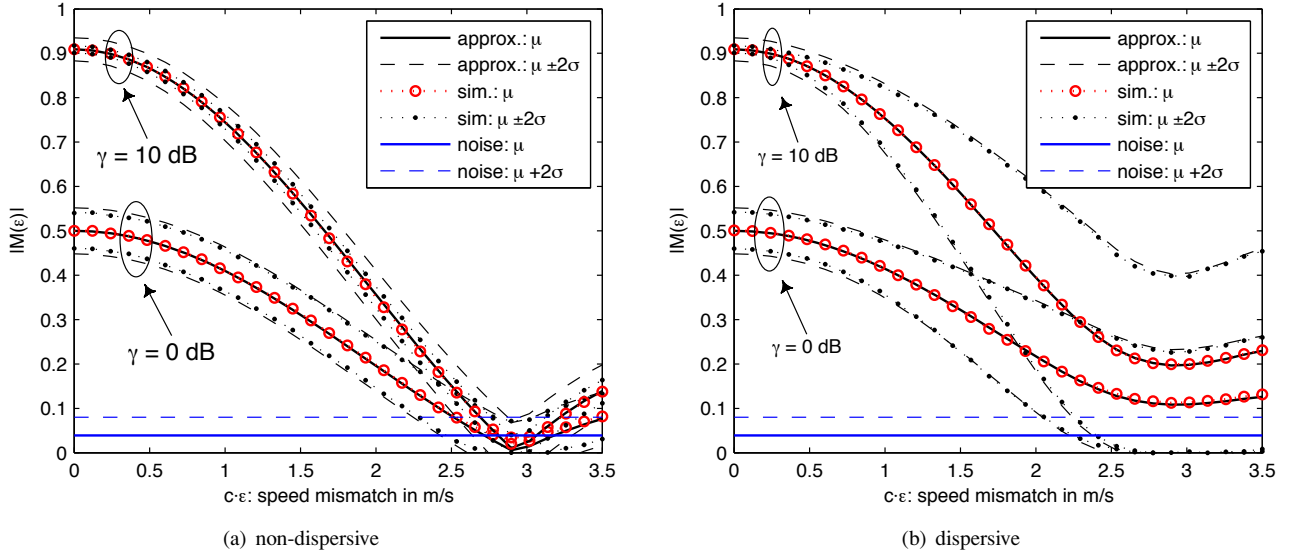 1
0.9
0.8
0.7
0.6
0.5
0.4
0.3
0.2
0.1
0
|M(ε)|
0 0.5 1 1.5 2 2.5 3 3.5
c·ε: speed mismatch in m/s
γ = 10 dB
γ = 0 dB
approx.: μ
approx.: μ ±2σ
sim.: μ
sim: μ ±2σ
noise: μ
noise: μ +2σ
(a) non-dispersive
1
0.9
0.8
0.7
0.6
0.5
0.4
0.3
0.2
0.1
0
|M(ε)|
0 0.5 1 1.5 2 2.5 3 3.5
c·ε: speed mismatch in m/s
γ = 10 dB
γ = 0 dB
approx.: μ
approx.: μ ±2σ
sim.: μ
sim: μ ±2σ
noise: μ
noise: μ +2σ
(b) dispersive